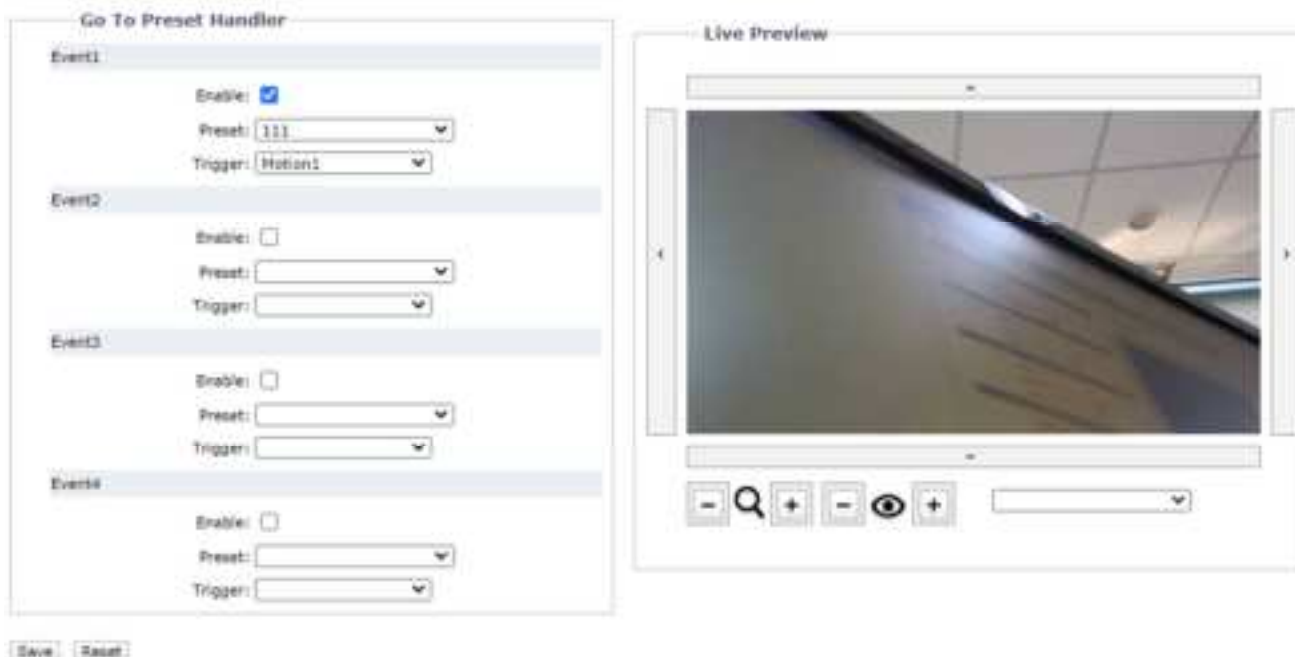 Go To Preset Handler
Event1
Enable:
Preset: 111
Trigger: Motion1
Event2
Enable:
Preset:
Trigger:
Event3
Enable:
Preset:
Trigger:
Event4
Enable:
Preset:
Trigger:
Save Reset
Live Preview